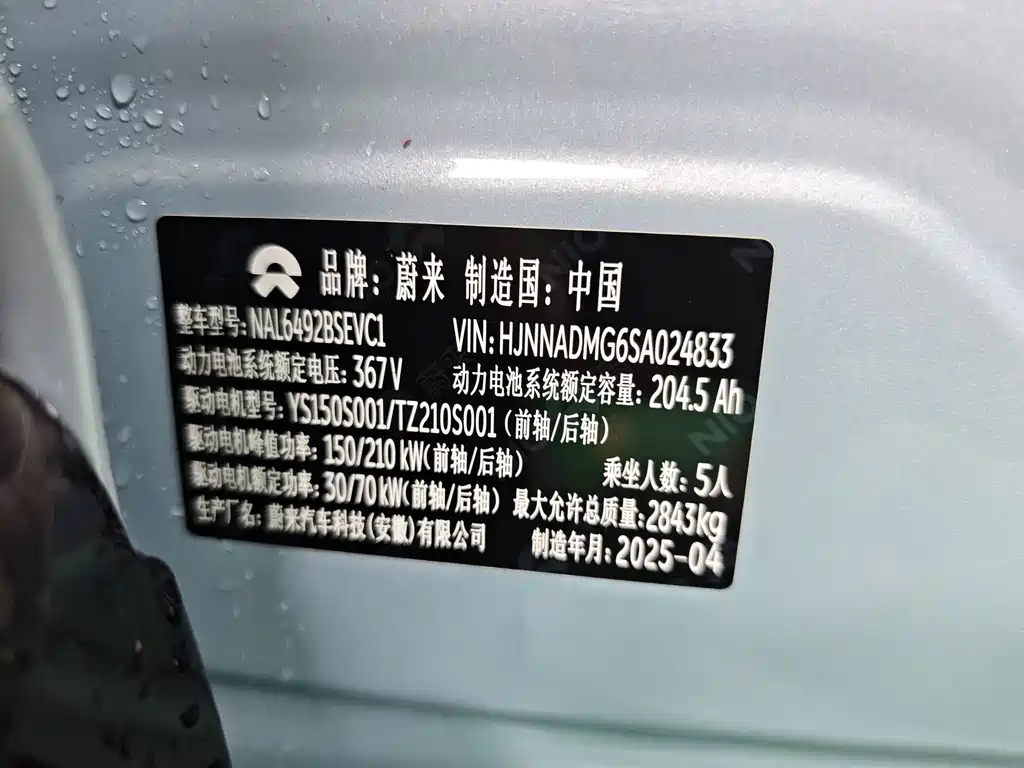 品牌：蔚来 制造国：中国
整车型号：NAL6492BSEVC1 VIN：HJNNADMG6SA024833
动力电池系统额定电压：367 V 动力电池系统额定容量：204.5 Ah
驱动电机型号：YS150S001/TZ210S001（前轴/后轴）
驱动电机峰值功率：150/210 kW（前轴/后轴） 乘坐人数：5人
驱动电机额定功率：30/70 kW（前轴/后轴） 最大允许总质量：2843kg
生产厂名：蔚来汽车科技（安徽）有限公司 制造年月：2025-04